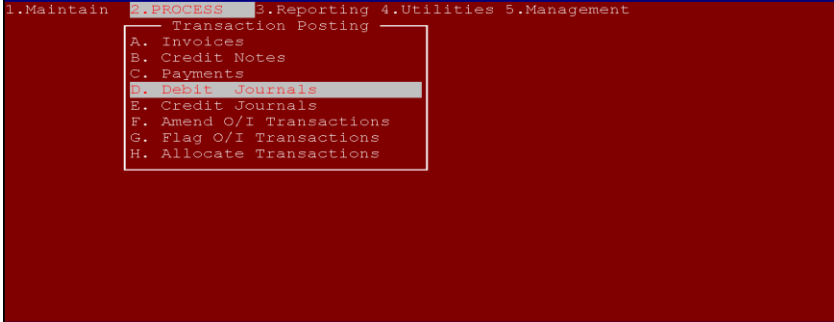 1.Maintain 2.PROCESS 3.Reporting 4.Utilities 5.Management
Transaction Posting
A. Invoices
B. Credit Notes
C. Payments
D. Debit  Journals
E. Credit Journals
F. Amend O/I Transactions
G. Flag O/I Transactions
H. Allocate Transactions